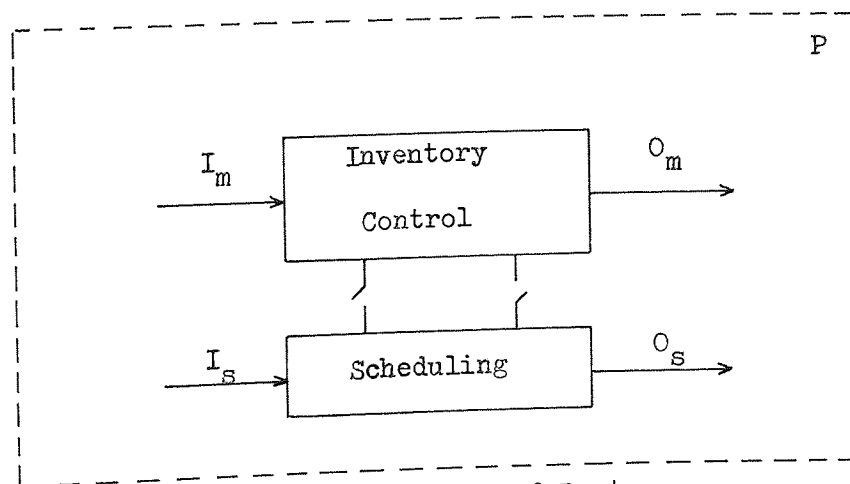 P
I_m
Inventory
Control
O_m
I_s
Scheduling
O_s